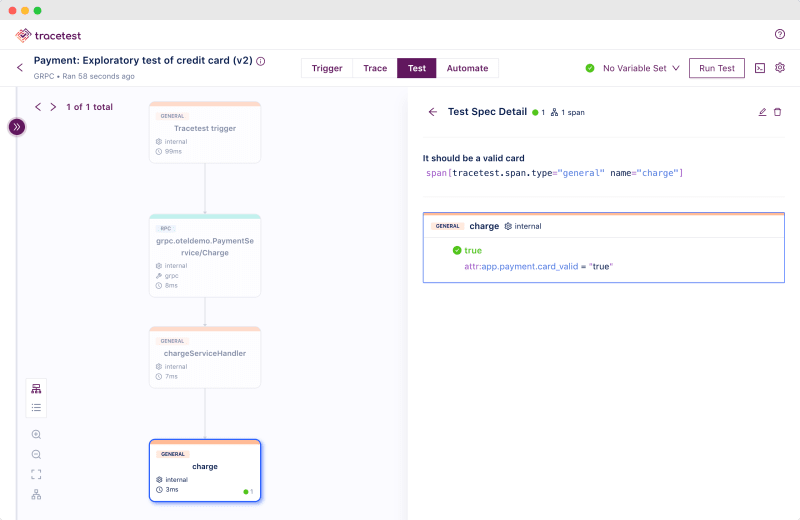 tracetest
Payment: Exploratory test of credit card (v2)
GRPC • Ran 58 seconds ago
Trigger
Trace
Test
Automate
No Variable Set
Run Test
1 of 1 total
GENERAL
Tracetest trigger
internal
99ms
RPC
grpc.oteldemo.PaymentSe
rvice/Charge
internal
grpc
8ms
GENERAL
chargeServiceHandler
internal
7ms
GENERAL
charge
internal
3ms
1
Test Spec Detail 1 1 span
It should be a valid card
span[tracetest.span.type="general" name="charge"]
GENERAL charge internal
true
attr:app.payment.card_valid = "true"